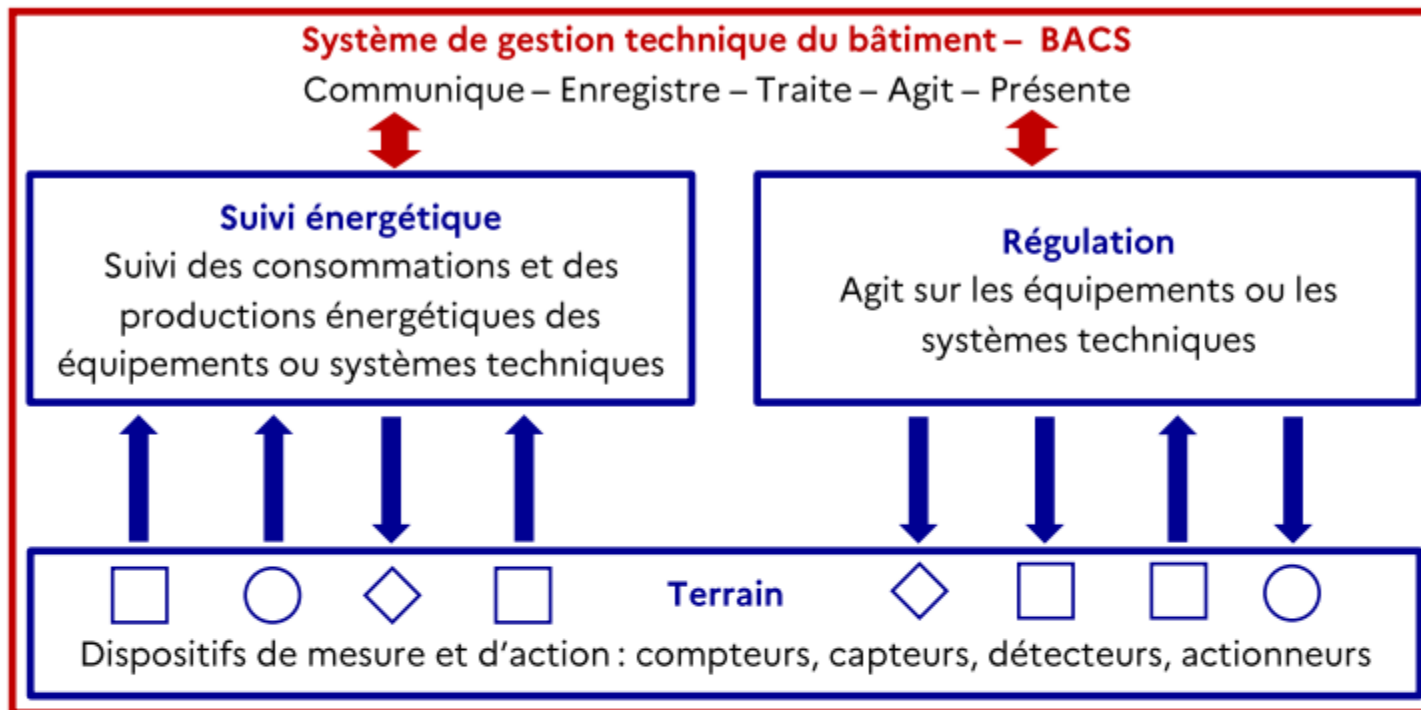 Système de gestion technique du bâtiment – BACS
Communique – Enregistre – Traite – Agit – Présente
Suivi énergétique
Suivi des consommations et des
productions énergétiques des
équipements ou systèmes techniques
Régulation
Agit sur les équipements ou les
systèmes techniques
Terrain
Dispositifs de mesure et d’action : compteurs, capteurs, détecteurs, actionneurs